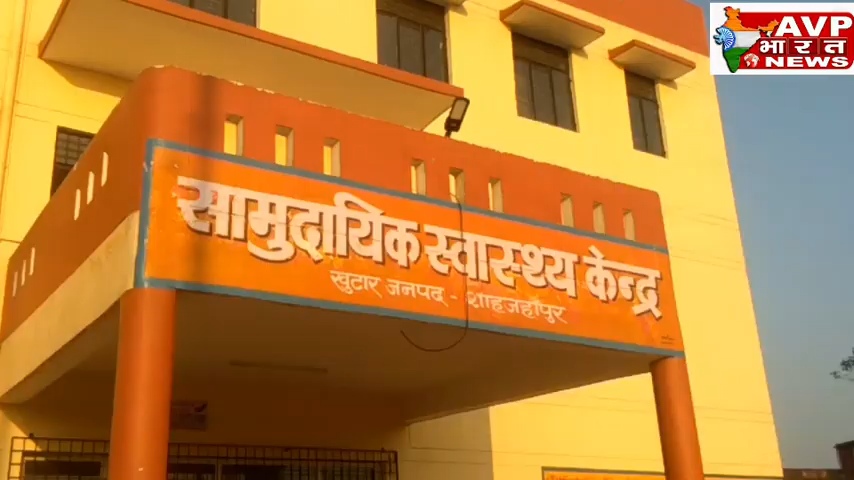 AVP
भारत
NEWS
सामुदायिक स्वास्थ्य केन्द्र
खुटार जनपद - शाहजहाँपुर